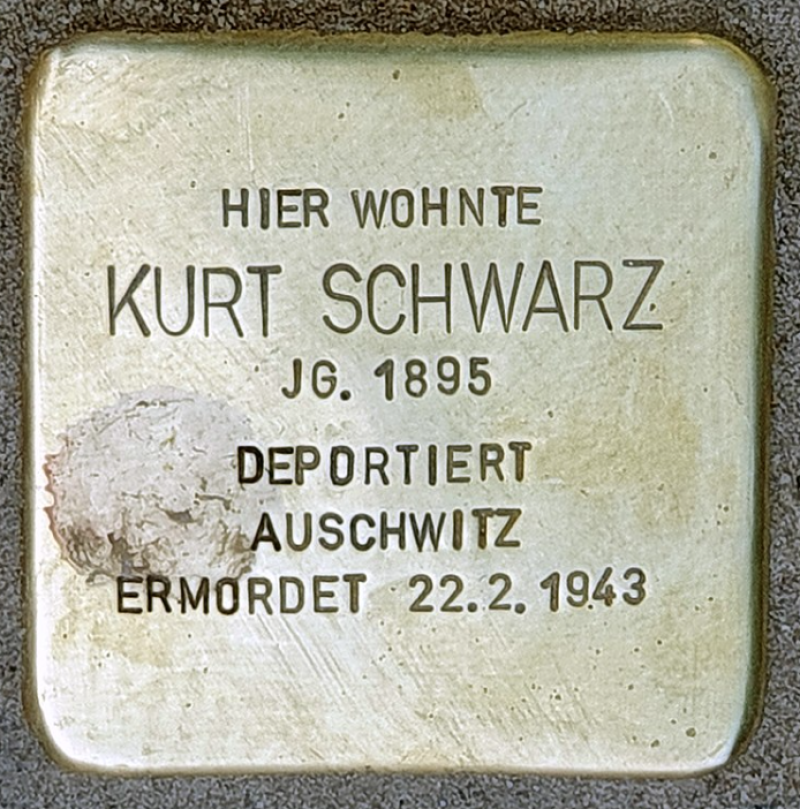 HIER WOHNTE
KURT SCHWARZ
JG. 1895
DEPORTIERT
AUSCHWITZ
ERMORDET 22.2.1943